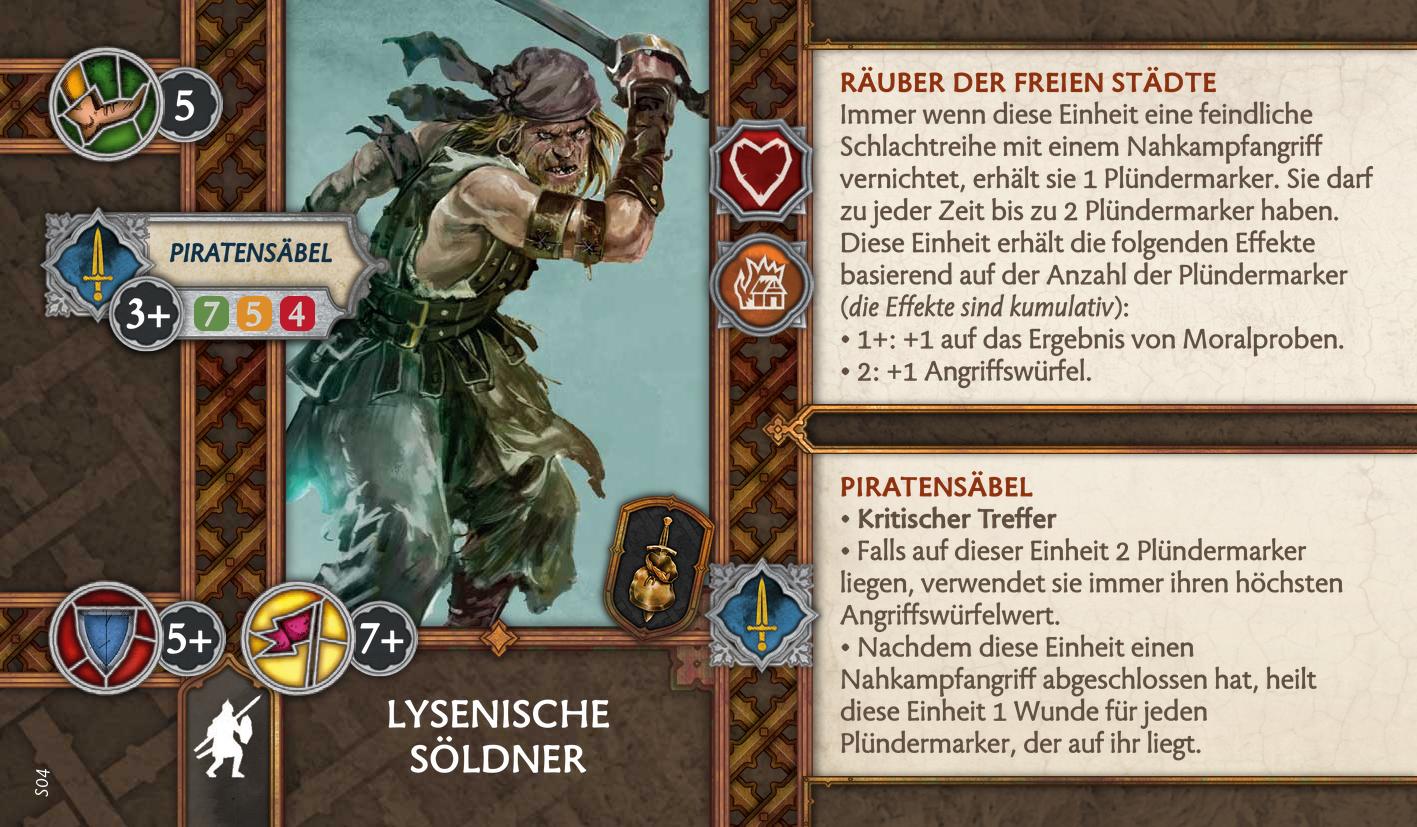 5
PIRATENSÄBEL
3+ 7 5 4
5+ 7+
LYSENISCHE
SÖLDNER
S04
RÄUBER DER FREIEN STÄDTE
Immer wenn diese Einheit eine feindliche
Schlachtreihe mit einem Nahkampfangriff
vernichtet, erhält sie 1 Plündermarker. Sie darf
zu jeder Zeit bis zu 2 Plündermarker haben.
Diese Einheit erhält die folgenden Effekte
basierend auf der Anzahl der Plündermarker
(die Effekte sind kumulativ):
• 1+: +1 auf das Ergebnis von Moralproben.
• 2: +1 Angriffswürfel.
PIRATENSÄBEL
• Kritischer Treffer
• Falls auf dieser Einheit 2 Plündermarker
liegen, verwendet sie immer ihren höchsten
Angriffswürfelwert.
• Nachdem diese Einheit einen
Nahkampfangriff abgeschlossen hat, heilt
diese Einheit 1 Wunde für jeden
Plündermarker, der auf ihr liegt.